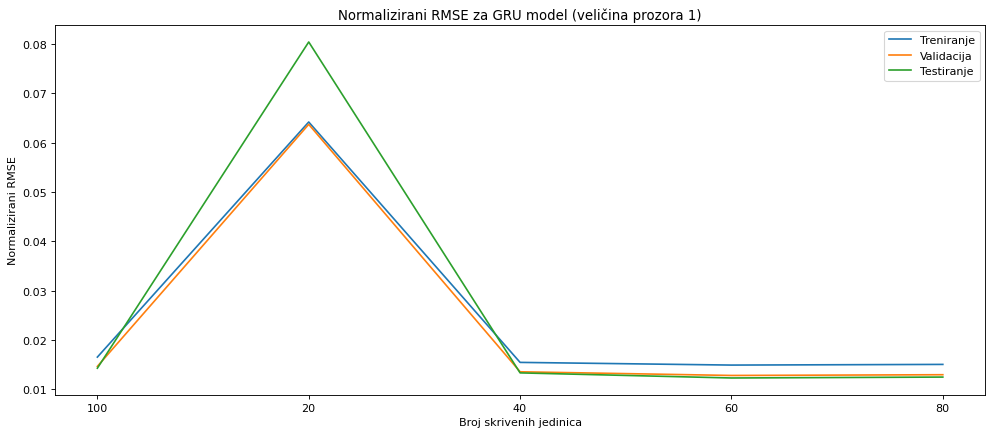 Normalizirani RMSE za GRU model (veličina prozora 1)
Treniranje
Validacija
Testiranje
Normalizirani RMSE
0.08
0.07
0.06
0.05
0.04
0.03
0.02
0.01
100 20 40 60 80
Broj skrivenih jedinica